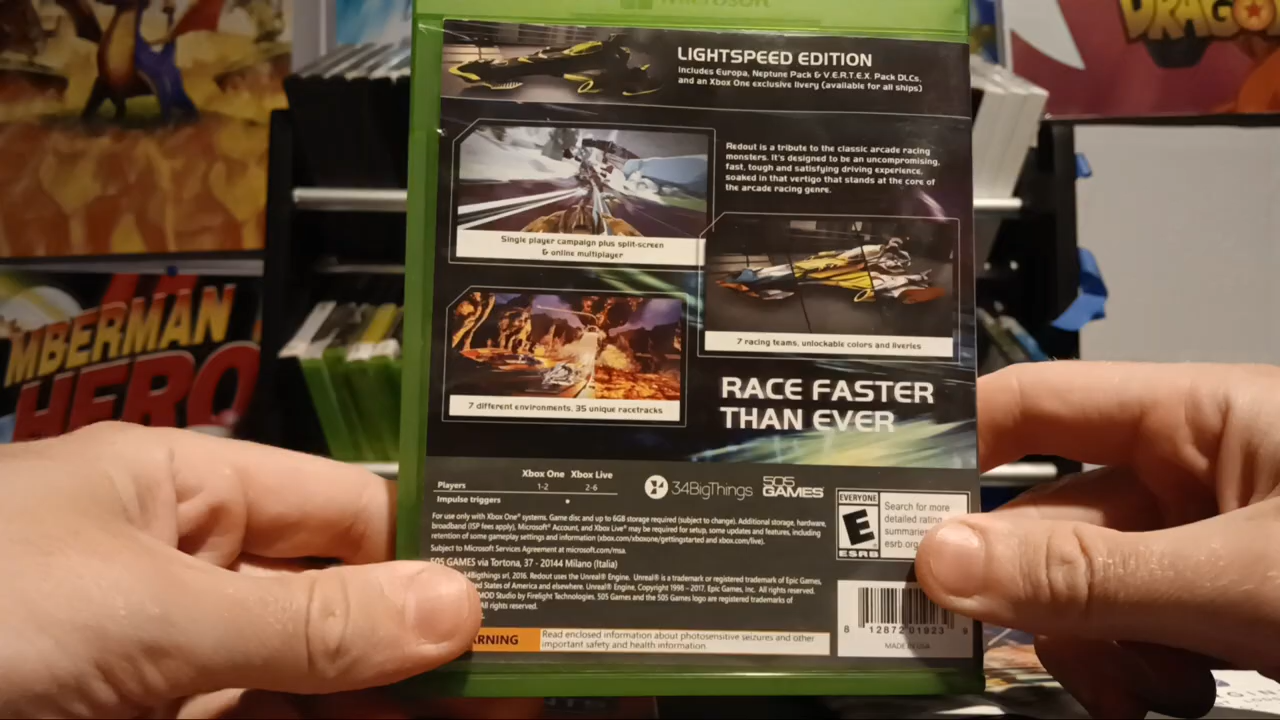 Microsoft
DRAGO
LIGHTSPEED EDITION
Includes Europa, Neptune Pack & V.E.R.T.E.X. Pack DLCs,
and an Xbox One exclusive livery (available for all ships)
Redout is a tribute to the classic arcade racing
monsters. It's designed to be an uncompromising,
fast, tough and satisfying driving experience,
soaked in that vertigo that stands at the core of
the arcade racing genre.
Single player campaign plus split-screen
& online multiplayer
7 racing teams, unlockable colors and liveries
7 different environments, 35 unique racetracks
RACE FASTER
THAN EVER
MBERMAN
HERO
Xbox One Xbox Live
Players 1-2 2-6
Impulse triggers •
34BigThings
505
GAMES
For use only with Xbox One® systems. Game disc and up to 6GB storage required (subject to change). Additional storage, hardware,
broadband (ISP fees apply), Microsoft® Account, and Xbox Live® may be required for setup, some updates and features, including
retention of some gameplay settings and information (xbox.com/xboxone/gettingstarted and xbox.com/live).
Subject to Microsoft Services Agreement at microsoft.com/msa.
505 GAMES via Tortona, 37 - 20144 Milano (Italia)
34Bigthings srl, 2016. Redout uses the Unreal® Engine. Unreal® is a trademark or registered trademark of Epic Games,
ed States of America and elsewhere. Unreal® Engine, Copyright 1998 - 2017, Epic Games, Inc. All rights reserved.
MOD Studio by Firelight Technologies. 505 Games and the 505 Games logo are registered trademarks of
All rights reserved.
EVERYONE
E
ESRB
Search for more
detailed rating
summaries
esrb.org
8 12872 01923 9
MADE IN USA
ARNING
Read enclosed information about photosensitive seizures and other
important safety and health information.